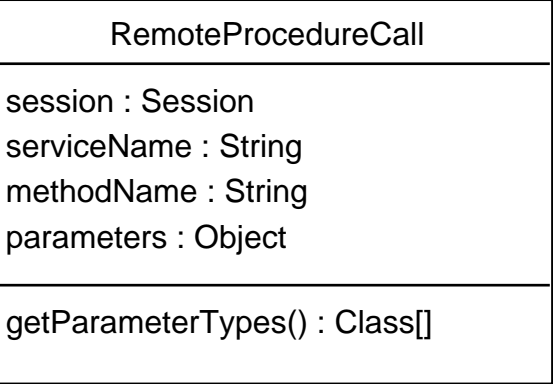 RemoteProcedureCall
session : Session
serviceName : String
methodName : String
parameters : Object
getParameterTypes() : Class[]